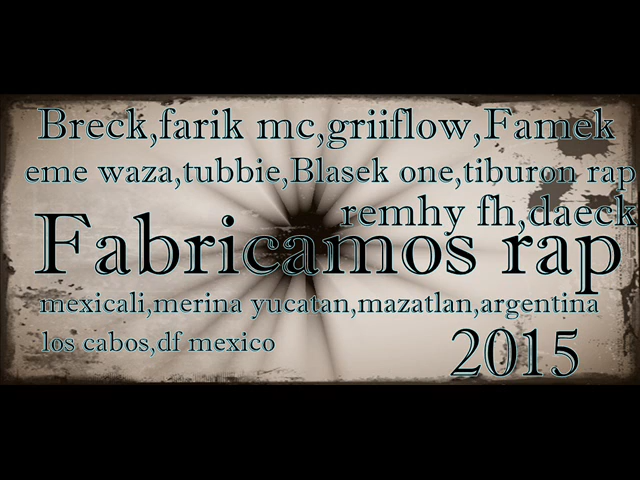 Breck,farik mc,griiflow,Famek
eme waza,tubbie,Blasek one,tiburon rap
remhy fh,daeck
Fabricamos rap
mexicali,merina yucatan,mazatlan,argentina
los cabos,df mexico
2015